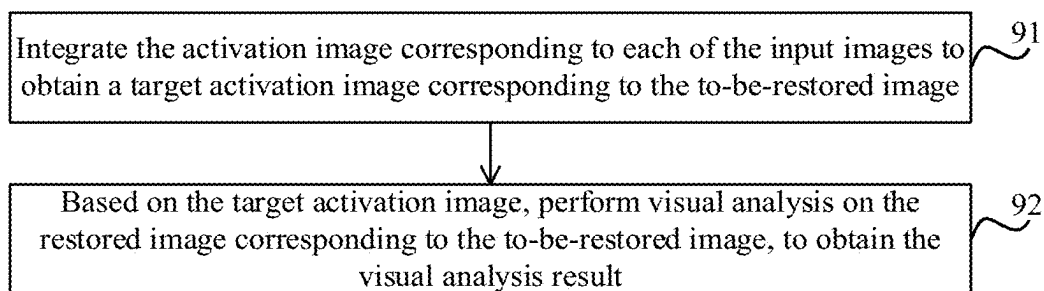 Integrate the activation image corresponding to each of the input images to
obtain a target activation image corresponding to the to-be-restored image
91
Based on the target activation image, perform visual analysis on the
restored image corresponding to the to-be-restored image, to obtain the
visual analysis result
92